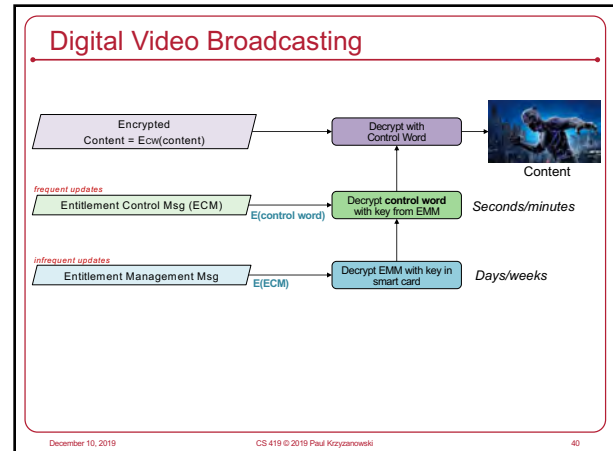 Digital Video Broadcasting
Encrypted
Content = ECW(content)
Decrypt with
Control Word
Content
frequent updates
Entitlement Control Msg (ECM)
E(control word)
Decrypt control word
with key from EMM
Seconds/minutes
infrequent updates
Entitlement Management Msg
E(ECM)
Decrypt EMM with key in
smart card
Days/weeks
December 10, 2019
CS 419 © 2019 Paul Krzyzanowski
40